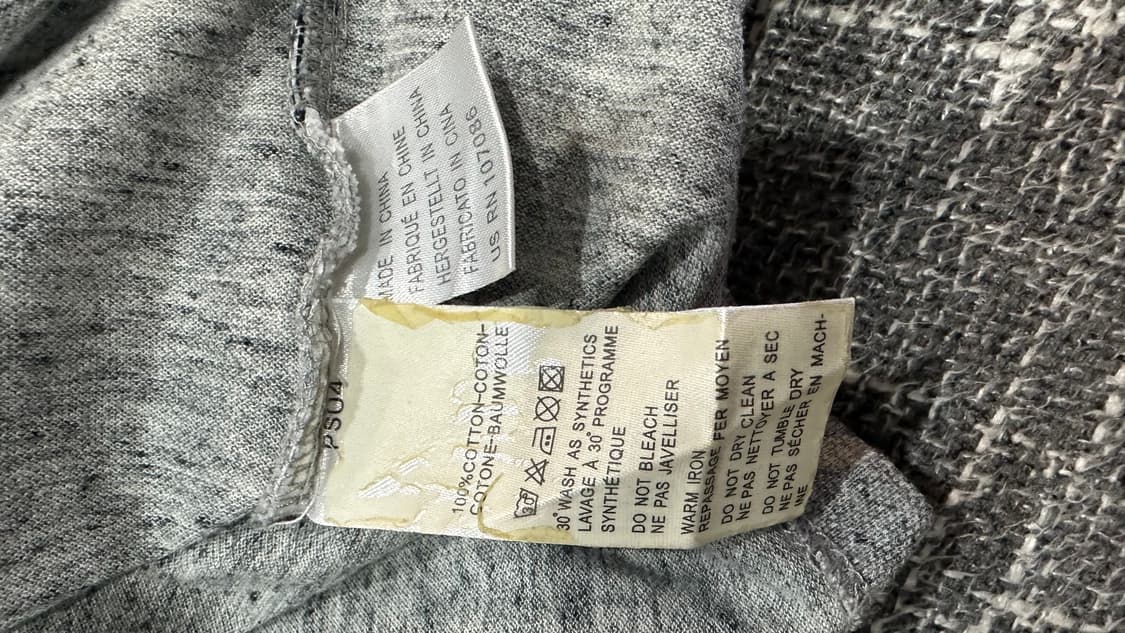 MADE IN CHINA
FABRIQUÉ EN CHINE
HERGESTELLT IN CHINA
FABRICATO IN CINA
US RN 107086
PS04
100%COTTON-COTON-
COTONE-BAUMWOLLE
30°WASH AS SYNTHETICS
LAVAGE À 30° PROGRAMME
SYNTHÉTIQUE
DO NOT BLEACH
NE PAS JAVELLISER
WARM IRON
REPASSAGE FER MOYEN
DO NOT DRY CLEAN
NE PAS NETTOYER A SEC
DO NOT TUMBLE DRY
NE PAS SÉCHER EN MACH-
INE